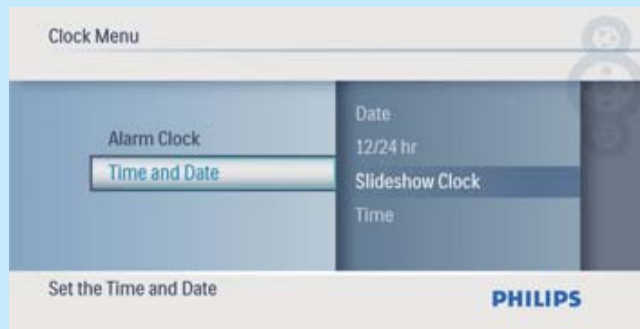 Clock Menu
Alarm Clock
Time and Date
Date
12/24 hr
Slideshow Clock
Time
Set the Time and Date
PHILIPS